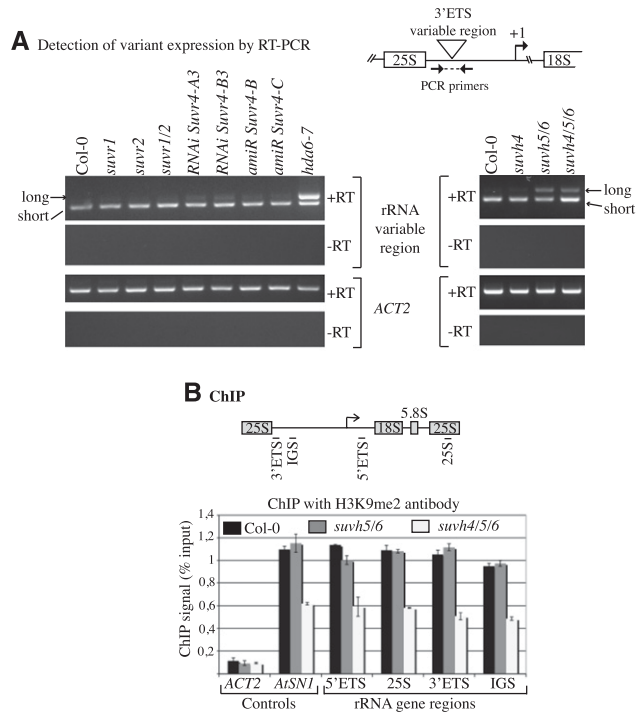 A Detection of variant expression by RT-PCR
3'ETS
variable region
+1
25S
18S
PCR primers
Col-0
suvr1
suvr2
suvr1/2
RNAi Suvr4-A3
RNAi Suvr4-B3
amiR Suvr4-B
amiR Suvr4-C
hda6-7
Col-0
suvh4
suvh5/6
suvh4/5/6
long
short
+RT
-RT
rRNA
variable
region
+RT
-RT
long
short
+RT
-RT
ACT2
+RT
-RT
B ChIP
25S
18S
5.8S
25S
3'ETS
IGS
5'ETS
25S
ChIP with H3K9me2 antibody
Col-0
suvh5/6
suvh4/5/6
ChIP signal (% input)
1,4
1,2
1
0,8
0,6
0,4
0,2
ACT2
AtSN1
5'ETS
25S
3'ETS
IGS
Controls
rRNA gene regions